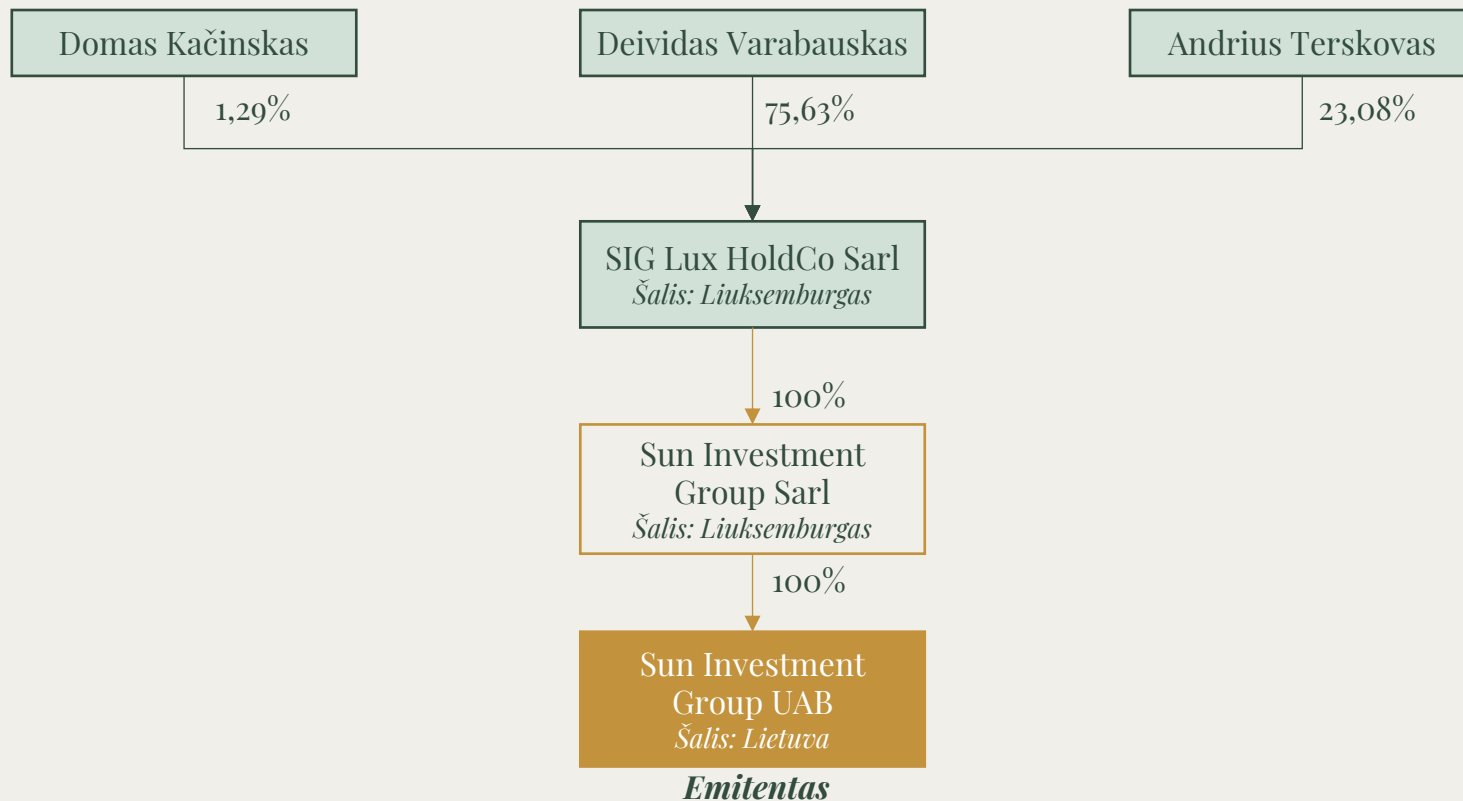 Domas Kačinskas
Deividas Varabauskas
Andrius Terskovas
1,29%
75,63%
23,08%
SIG Lux HoldCo Sarl
Šalis: Liuksemburgas
100%
Sun Investment
Group Sarl
Šalis: Liuksemburgas
100%
Sun Investment
Group UAB
Šalis: Lietuva
Emitentas